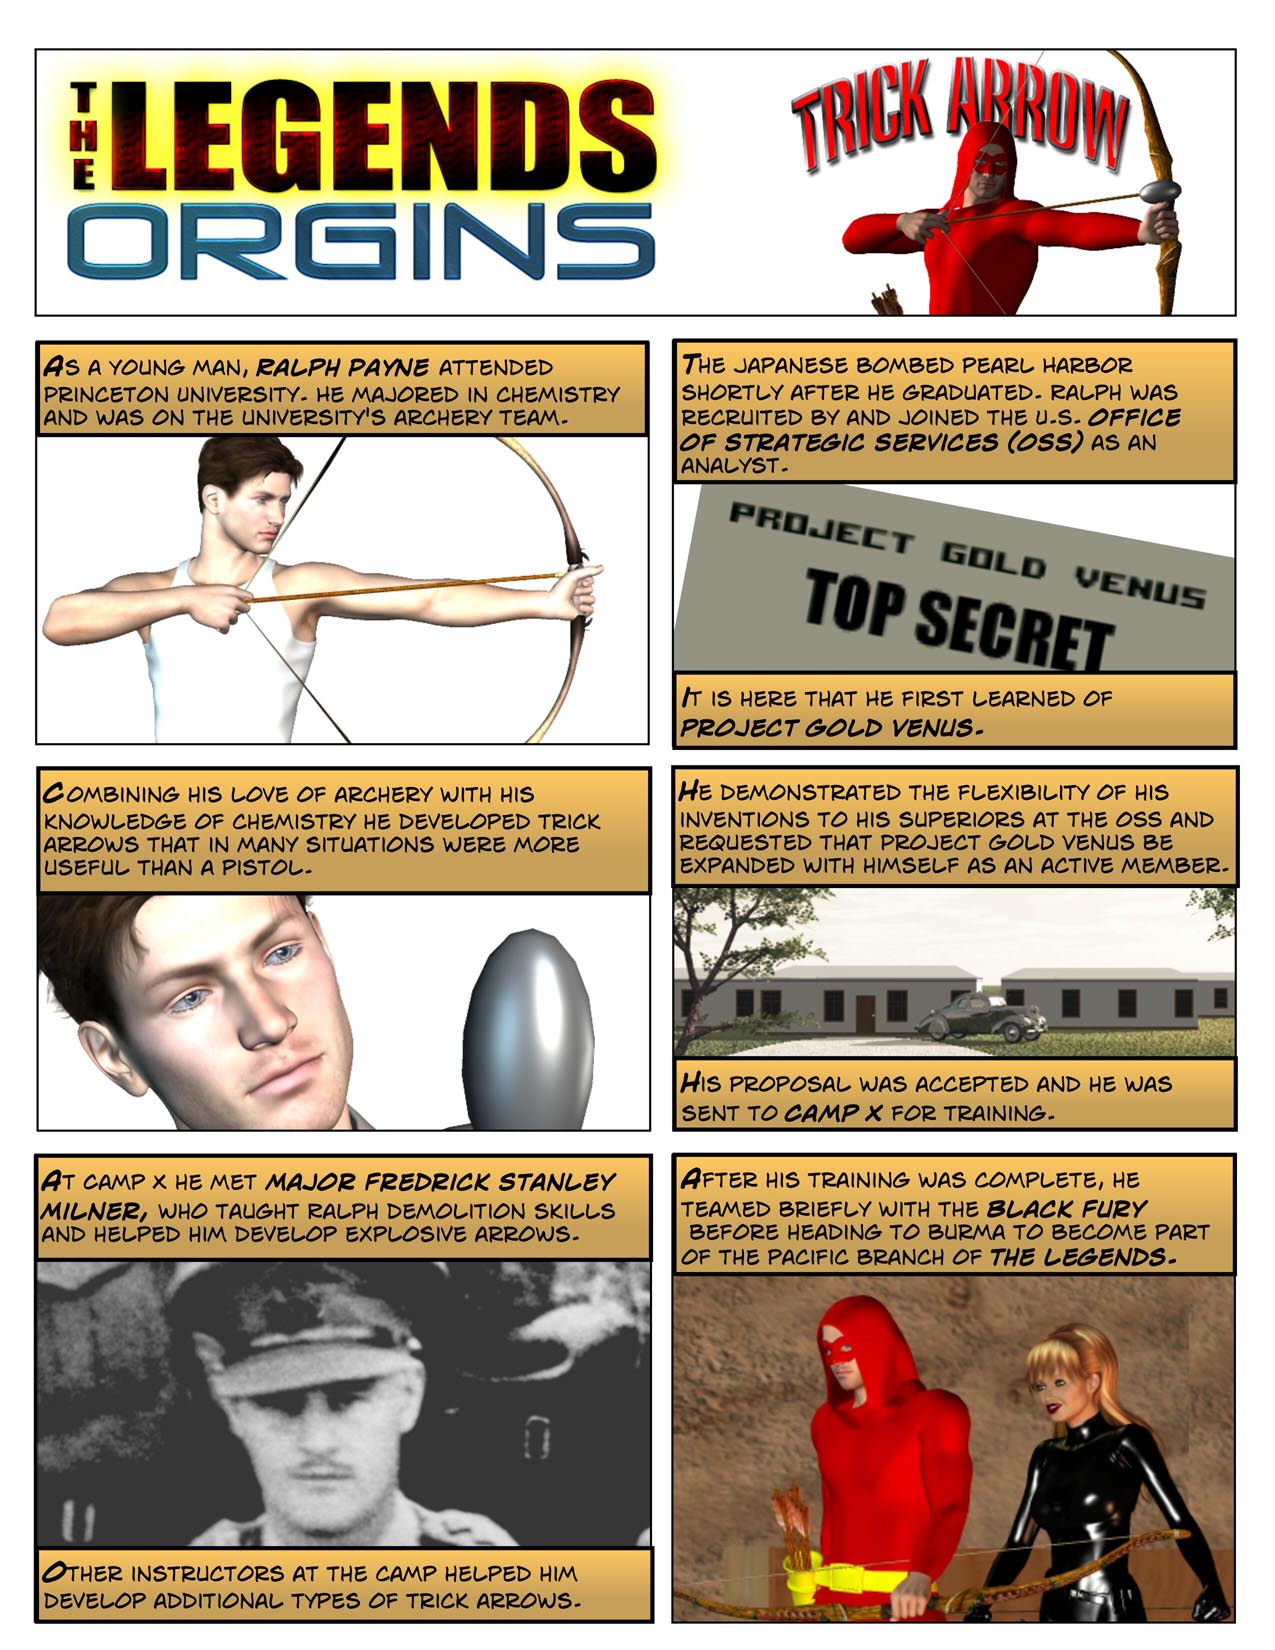 THE LEGENDS
ORGINS
TRICK ARROW
AS A YOUNG MAN, RALPH PAYNE ATTENDED
PRINCETON UNIVERSITY. HE MAJORED IN CHEMISTRY
AND WAS ON THE UNIVERSITY'S ARCHERY TEAM.
THE JAPANESE BOMBED PEARL HARBOR
SHORTLY AFTER HE GRADUATED. RALPH WAS
RECRUITED BY AND JOINED THE U.S. OFFICE
OF STRATEGIC SERVICES (OSS) AS AN
ANALYST.
PROJECT GOLD VENUS
TOP SECRET
IT IS HERE THAT HE FIRST LEARNED OF
PROJECT GOLD VENUS.
COMBINING HIS LOVE OF ARCHERY WITH HIS
KNOWLEDGE OF CHEMISTRY HE DEVELOPED TRICK
ARROWS THAT IN MANY SITUATIONS WERE MORE
USEFUL THAN A PISTOL.
HE DEMONSTRATED THE FLEXIBILITY OF HIS
INVENTIONS TO HIS SUPERIORS AT THE OSS AND
REQUESTED THAT PROJECT GOLD VENUS BE
EXPANDED WITH HIMSELF AS AN ACTIVE MEMBER.
HIS PROPOSAL WAS ACCEPTED AND HE WAS
SENT TO CAMP X FOR TRAINING.
AT CAMP X HE MET MAJOR FREDRICK STANLEY
MILNER, WHO TAUGHT RALPH DEMOLITION SKILLS
AND HELPED HIM DEVELOP EXPLOSIVE ARROWS.
OTHER INSTRUCTORS AT THE CAMP HELPED HIM
DEVELOP ADDITIONAL TYPES OF TRICK ARROWS.
AFTER HIS TRAINING WAS COMPLETE, HE
TEAMED BRIEFLY WITH THE BLACK FURY
BEFORE HEADING TO BURMA TO BECOME PART
OF THE PACIFIC BRANCH OF THE LEGENDS.